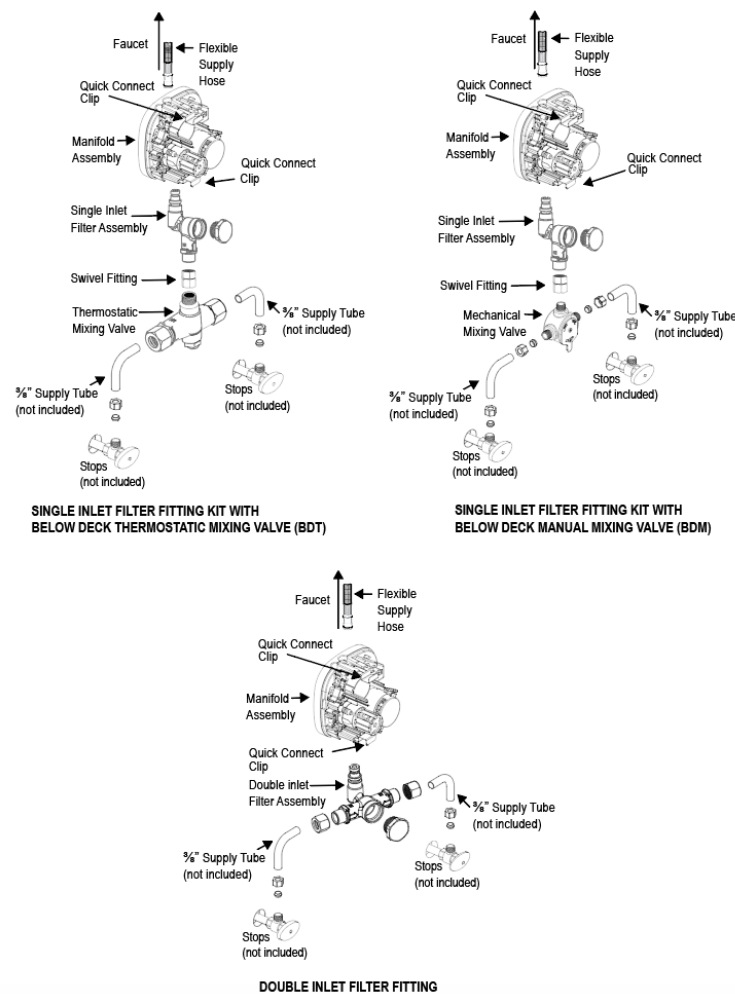 Faucet
Flexible
Supply
Hose
Quick Connect
Clip
Manifold
Assembly
Quick Connect
Clip
Single Inlet
Filter Assembly
Swivel Fitting
Thermostatic
Mixing Valve
⅜” Supply Tube
(not included)
⅜” Supply Tube
(not included)
Stops
(not included)
Stops
(not included)
SINGLE INLET FILTER FITTING KIT WITH
BELOW DECK THERMOSTATIC MIXING VALVE (BDT)
Faucet
Flexible
Supply
Hose
Quick Connect
Clip
Manifold
Assembly
Quick Connect
Clip
Single Inlet
Filter Assembly
Swivel Fitting
Mechanical
Mixing Valve
⅜” Supply Tube
(not included)
⅜” Supply Tube
(not included)
Stops
(not included)
Stops
(not included)
SINGLE INLET FILTER FITTING KIT WITH
BELOW DECK MANUAL MIXING VALVE (BDM)
Faucet
Flexible
Supply
Hose
Quick Connect
Clip
Manifold
Assembly
Quick Connect
Clip
Double inlet
Filter Assembly
⅜” Supply Tube
(not included)
⅜” Supply Tube
(not included)
Stops
(not included)
Stops
(not included)
DOUBLE INLET FILTER FITTING